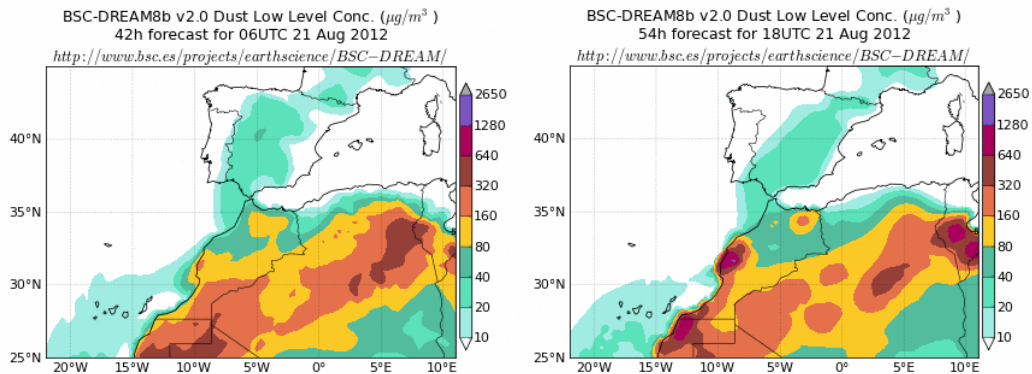 BSC-DREAM8b v2.0 Dust Low Level Conc. (μg/m³ )
42h forecast for 06UTC 21 Aug 2012
http://www.bsc.es/projects/earthscience/BSC−DREAM/
40°N
35°N
30°N
25°N
20°W
15°W
10°W
5°W
0°
5°E
10°E
2650
1280
640
320
160
80
40
20
10
BSC-DREAM8b v2.0 Dust Low Level Conc. (μg/m³ )
54h forecast for 18UTC 21 Aug 2012
http://www.bsc.es/projects/earthscience/BSC−DREAM/
40°N
35°N
30°N
25°N
20°W
15°W
10°W
5°W
0°
5°E
10°E
2650
1280
640
320
160
80
40
20
10